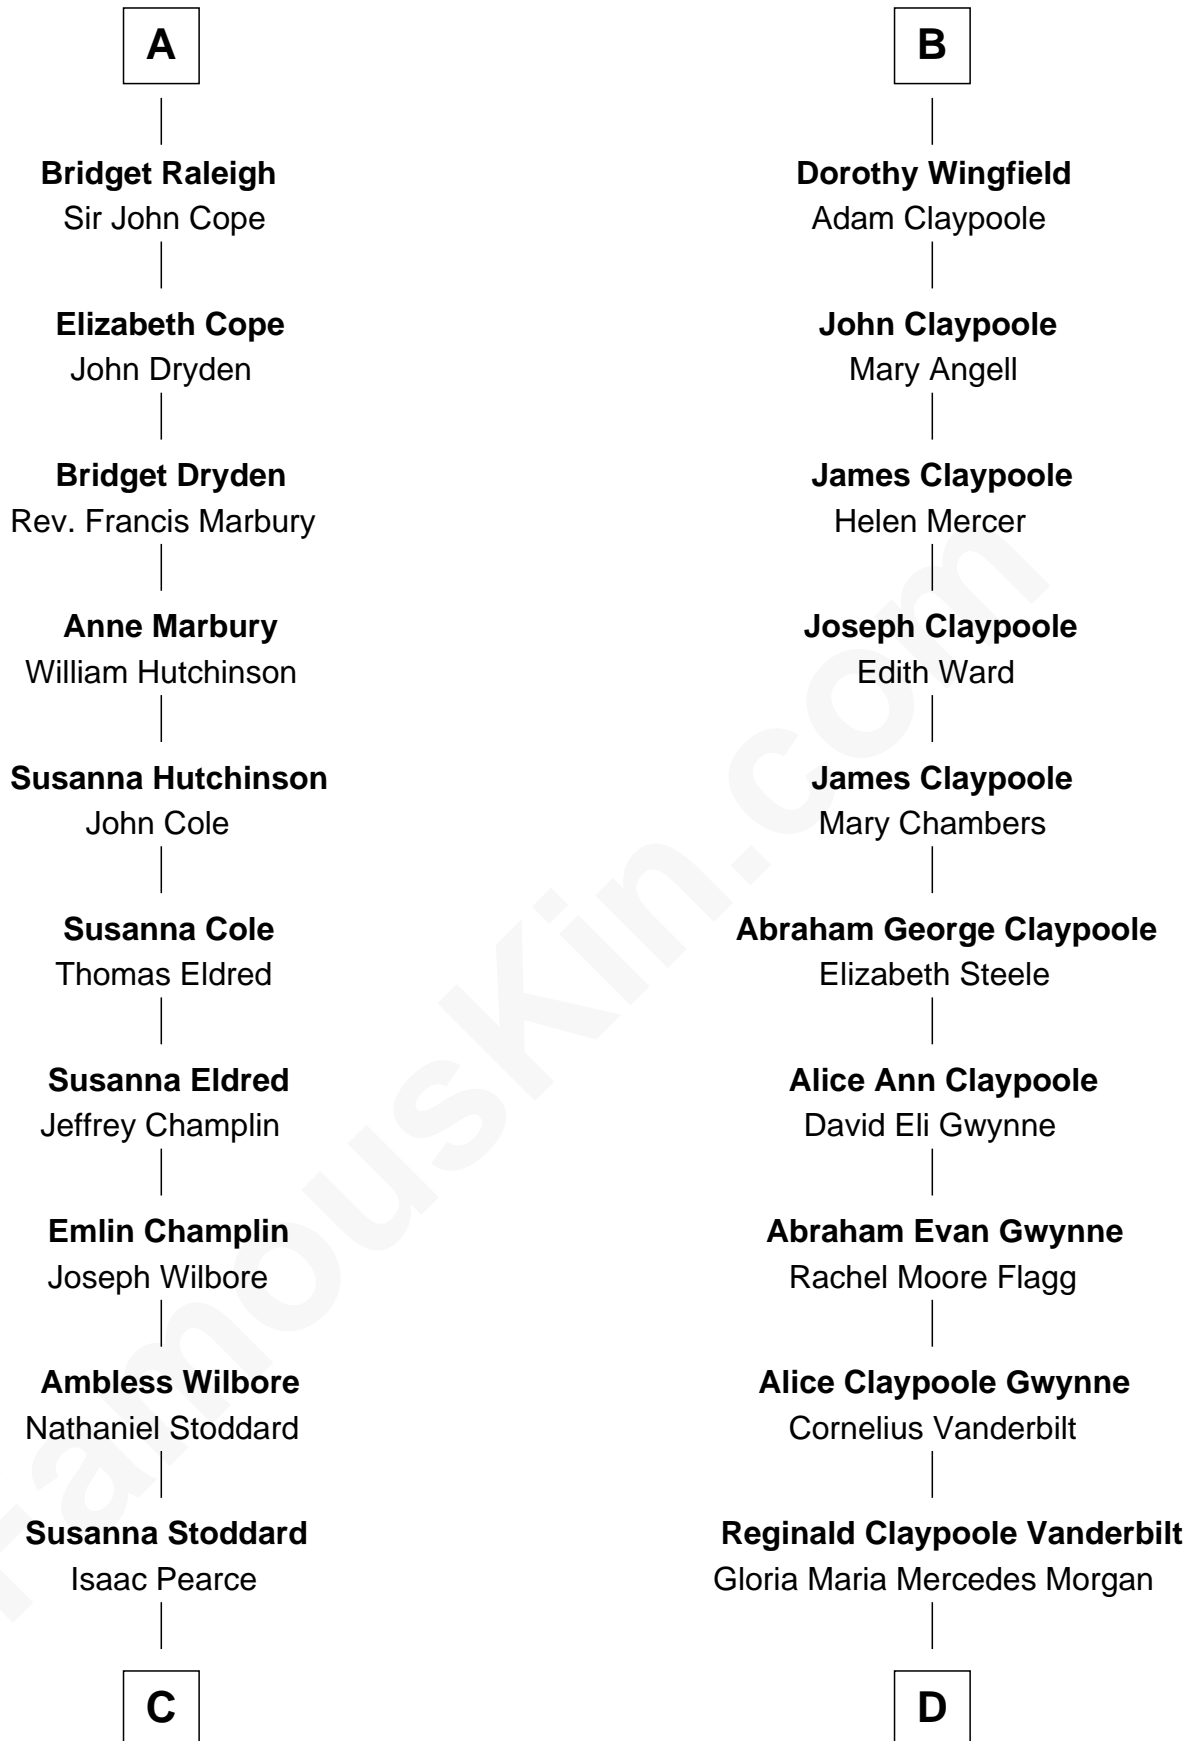 A
Bridget Raleigh
Sir John Cope
Elizabeth Cope
John Dryden
Bridget Dryden
Rev. Francis Marbury
Anne Marbury
William Hutchinson
Susanna Hutchinson
John Cole
Susanna Cole
Thomas Eldred
Susanna Eldred
Jeffrey Champlin
Emlin Champlin
Joseph Wilbore
Ambless Wilbore
Nathaniel Stoddard
Susanna Stoddard
Isaac Pearce
C
B
Dorothy Wingfield
Adam Claypoole
John Claypoole
Mary Angell
James Claypoole
Helen Mercer
Joseph Claypoole
Edith Ward
James Claypoole
Mary Chambers
Abraham George Claypoole
Elizabeth Steele
Alice Ann Claypoole
David Eli Gwynne
Abraham Evan Gwynne
Rachel Moore Flagg
Alice Claypoole Gwynne
Cornelius Vanderbilt
Reginald Claypoole Vanderbilt
Gloria Maria Mercedes Morgan
D
FamousKin.com